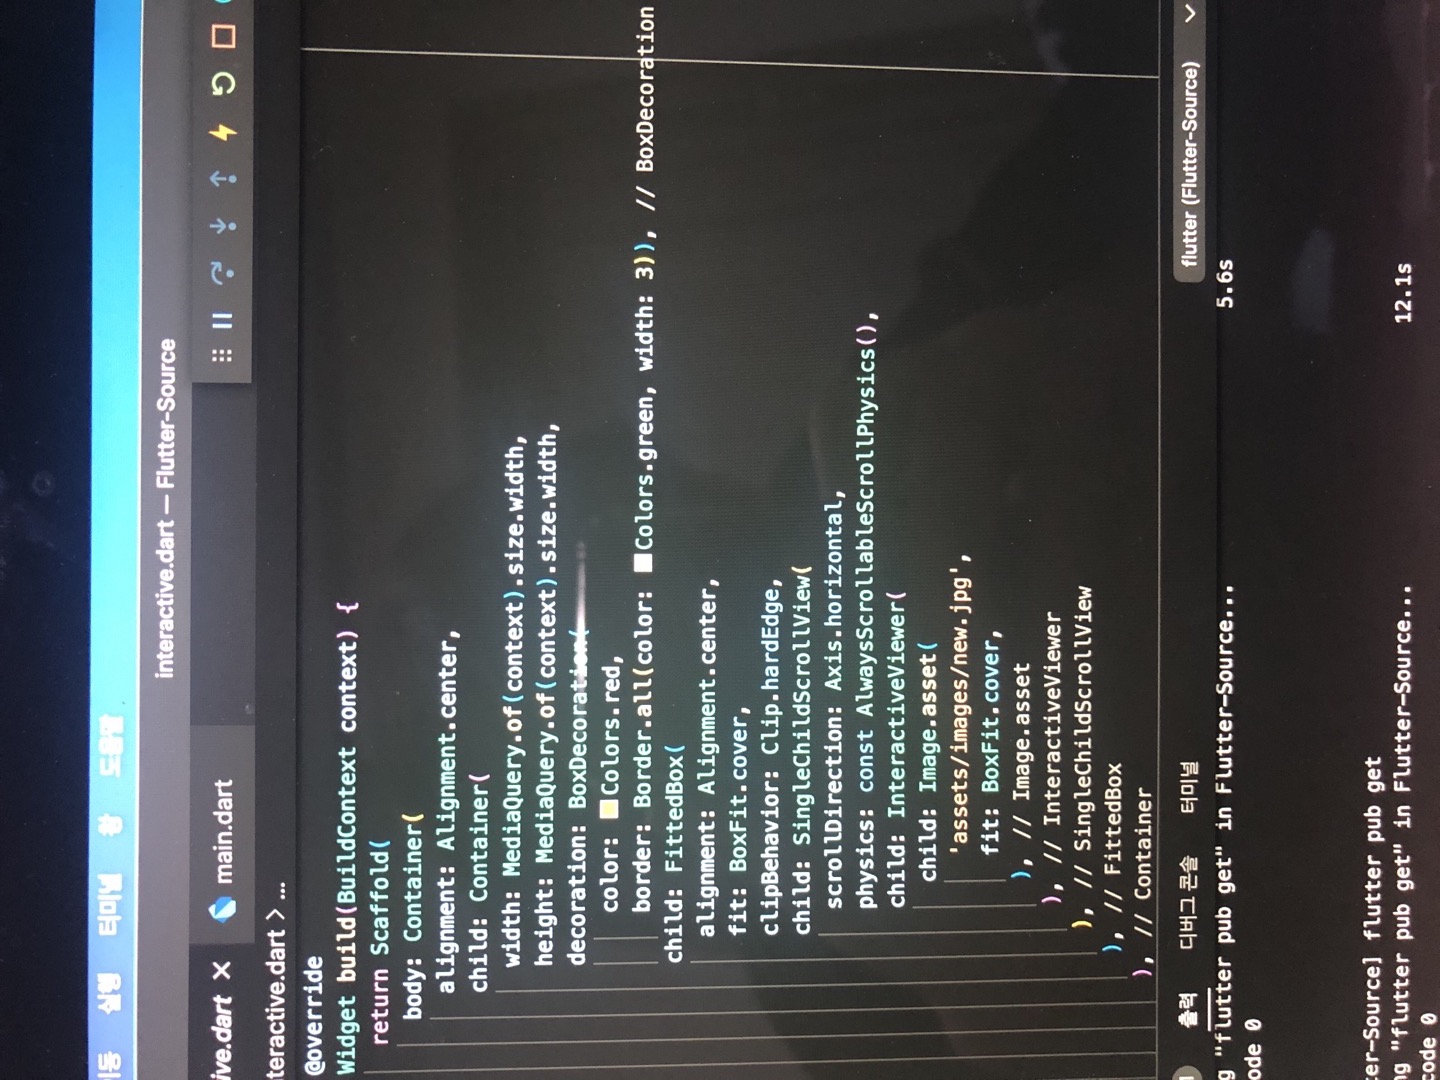 이동 실행 터미널 창 도움말
interactive.dart — Flutter-Source
ive.dart X main.dart
teractive.dart > ...
@override
Widget build(BuildContext context) {
return Scaffold(
body: Container(
alignment: Alignment.center,
child: Container(
width: MediaQuery.of(context).size.width,
height: MediaQuery.of(context).size.width,
decoration: BoxDecoration(
color: Colors.red,
border: Border.all(color: Colors.green, width: 3)), // BoxDecoration
child: FittedBox(
alignment: Alignment.center,
fit: BoxFit.cover,
clipBehavior: Clip.hardEdge,
child: SingleChildScrollView(
scrollDirection: Axis.horizontal,
physics: const AlwaysScrollableScrollPhysics(),
child: InteractiveViewer(
child: Image.asset(
'assets/images/new.jpg',
fit: BoxFit.cover,
), // Image.asset
), // InteractiveViewer
), // SingleChildScrollView
), // FittedBox
), // Container
출력 디버그 콘솔 터미널 flutter (Flutter-Source)
g "flutter pub get" in Flutter-Source... 5.6s
ode 0
er-Source] flutter pub get
ng "flutter pub get" in Flutter-Source... 12.1s
code 0